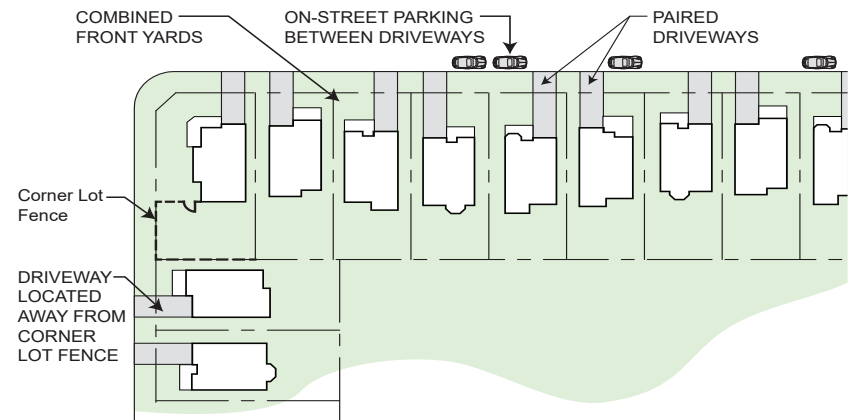 COMBINED
FRONT YARDS
ON-STREET PARKING
BETWEEN DRIVEWAYS
PAIRED
DRIVEWAYS
Corner Lot
Fence
DRIVEWAY
LOCATED
AWAY FROM
CORNER
LOT FENCE